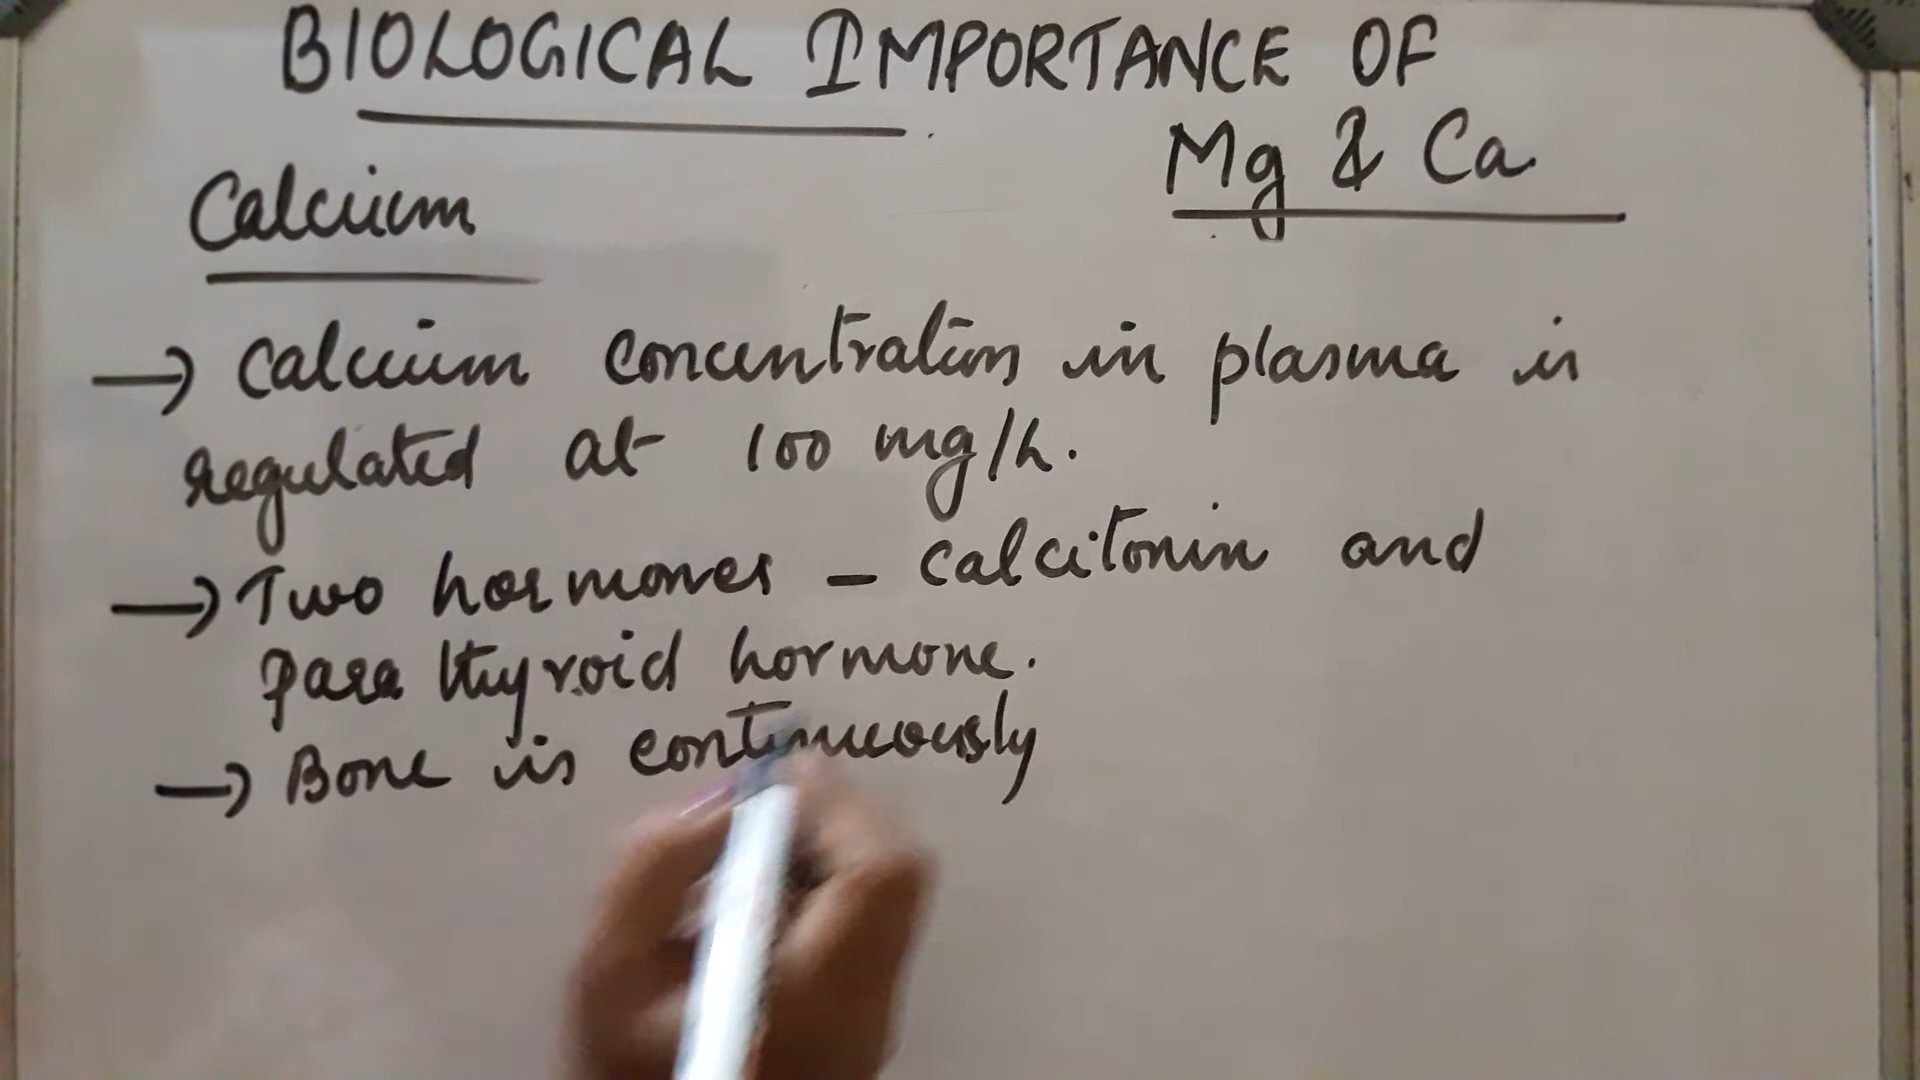 BIOLOGICAL IMPORTANCE OF
Mg & Ca
Calcium
→ Calcium concentration in plasma is
regulated at 100 mg/L.
→ Two hormones – calcitonin and
para thyroid hormone.
→ Bone is continuously